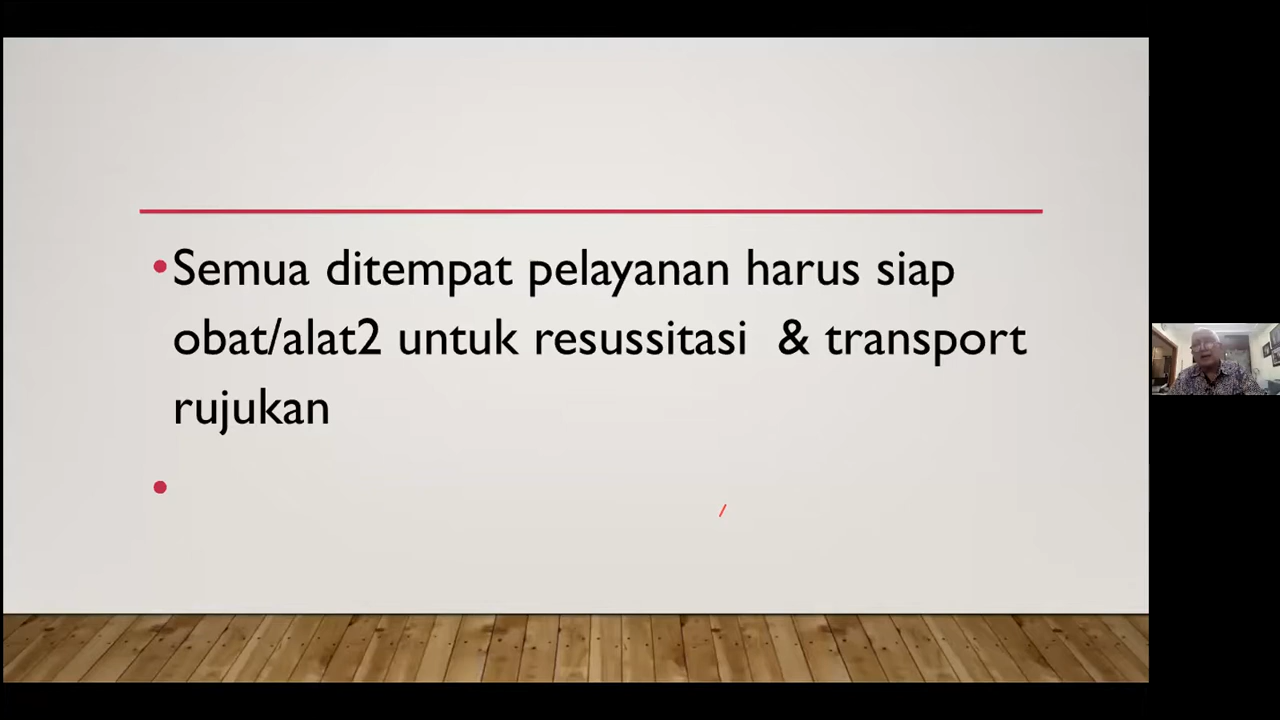 •Semua ditempat pelayanan harus siap
obat/alat2 untuk resussitasi & transport
rujukan
•